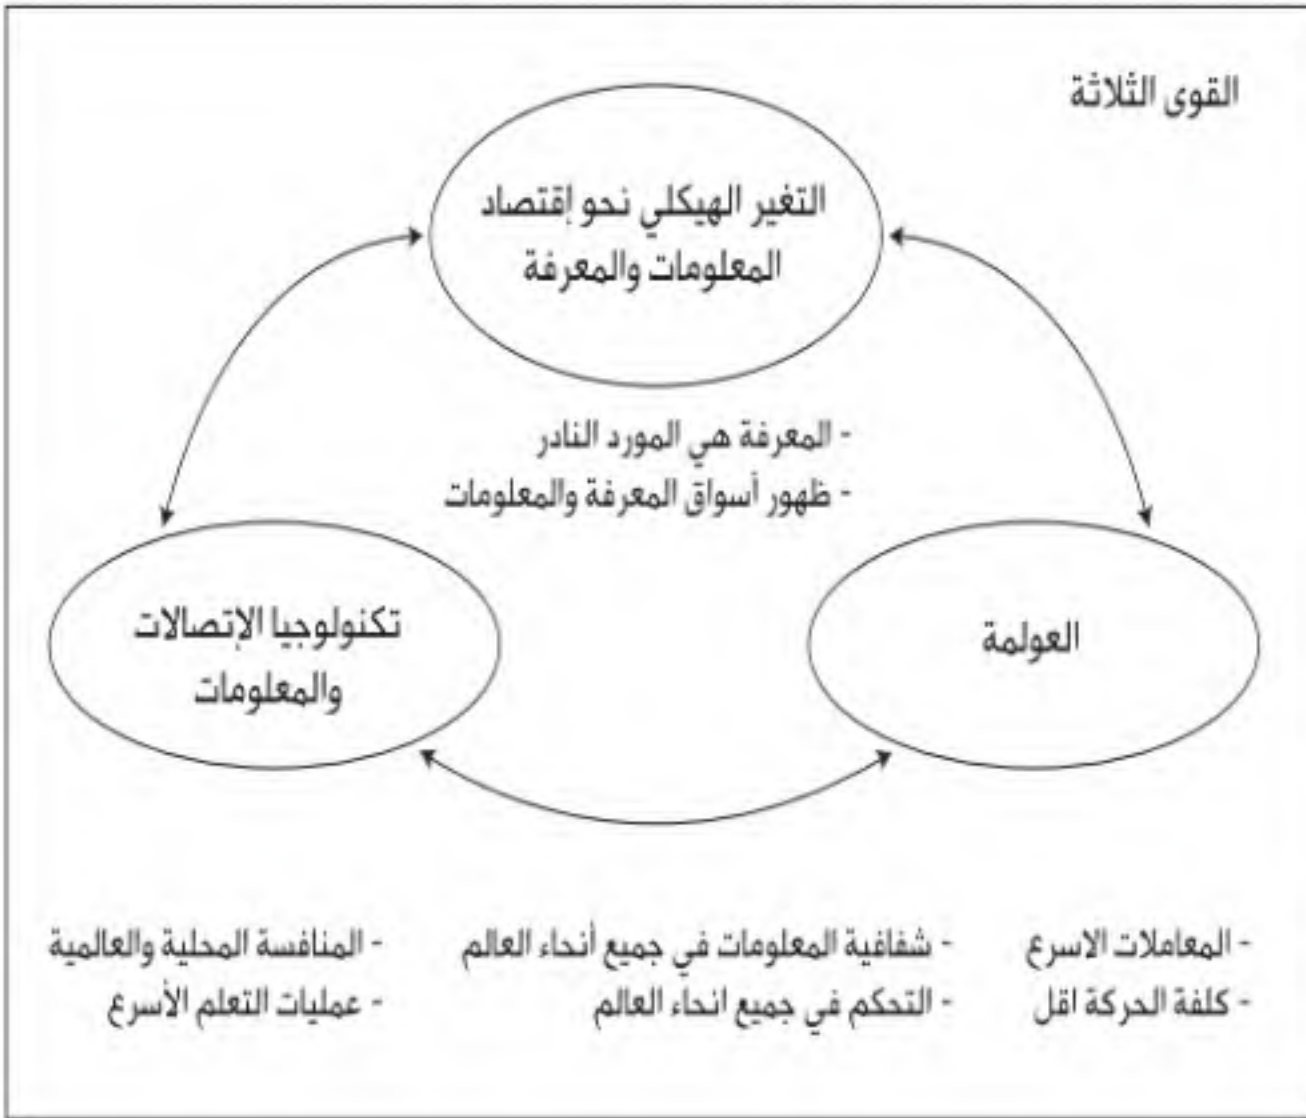 القوى الثلاثة
التغير الهيكلي نحو إقتصاد
المعلومات والمعرفة
- المعرفة هي المورد النادر
- ظهور أسواق المعرفة والمعلومات
العولمة
تكنولوجيا الإتصالات
والمعلومات
- المعاملات الاسرع
- كلفة الحركة اقل
- شفافية المعلومات في جميع أنحاء العالم
- التحكم في جميع انحاء العالم
- المنافسة المحلية والعالمية
- عمليات التعلم الأسرع